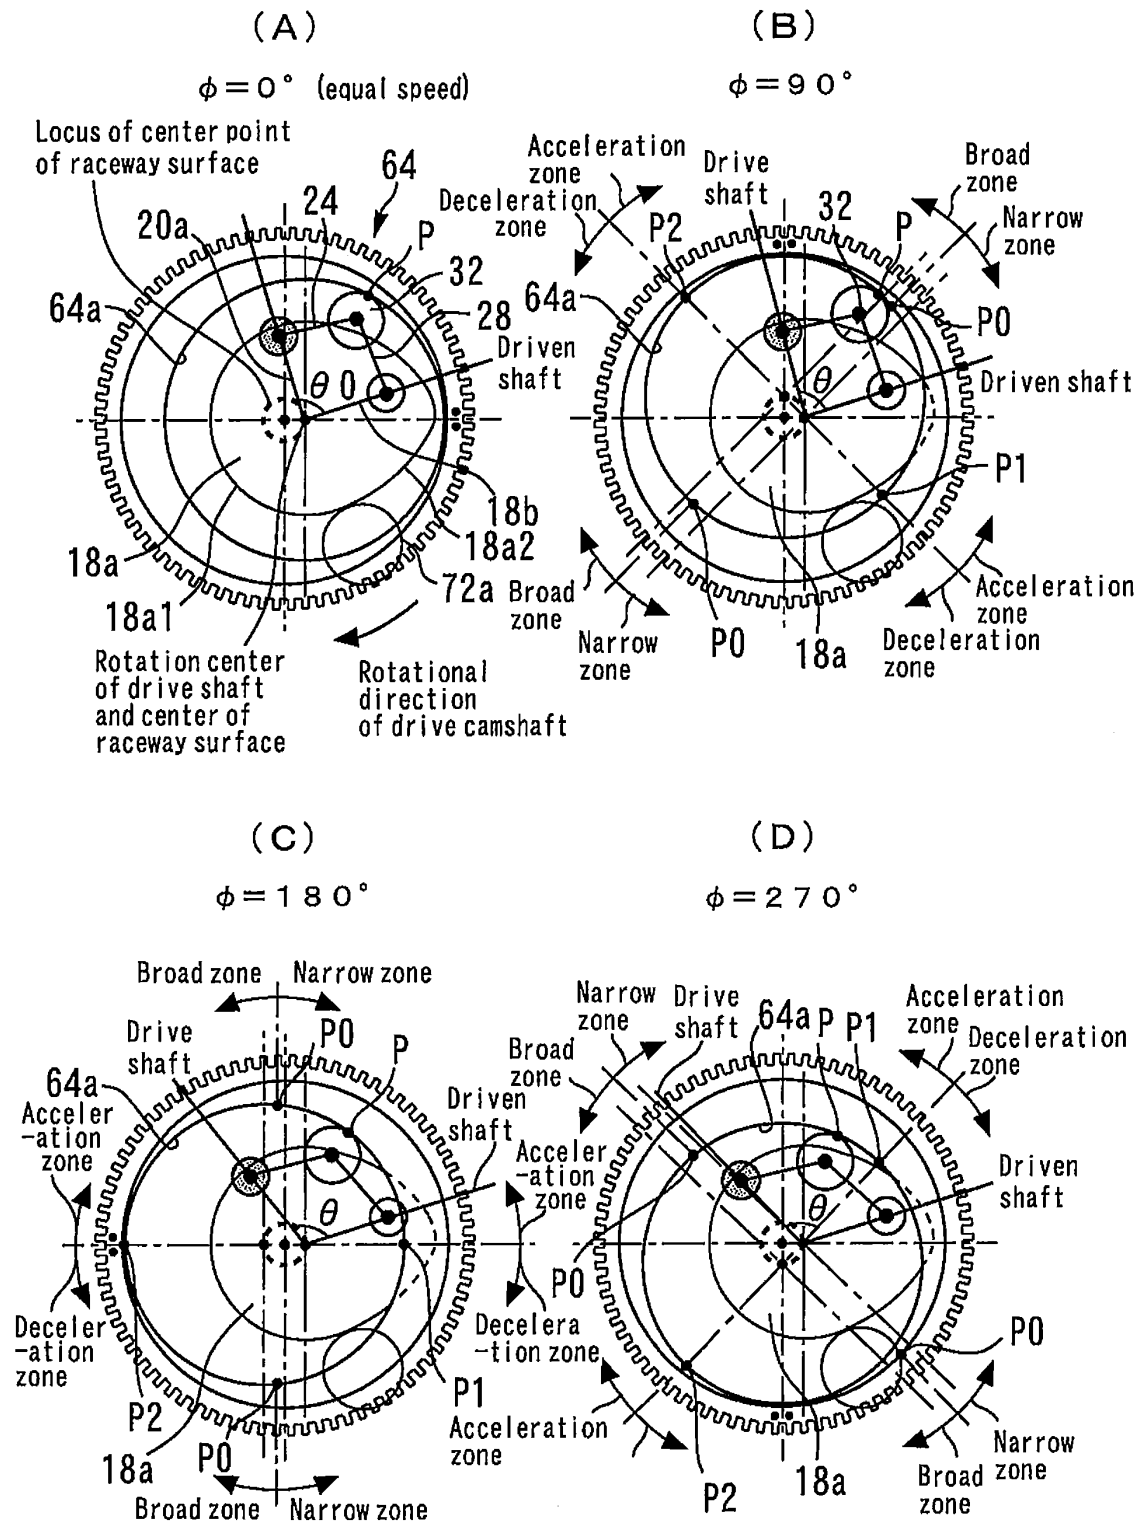 (A)
φ=0° (equal speed)
Locus of center point
of raceway surface
64
24
20a
P
32
64a
28
Driven
shaft
θ0
18b
18a2
18a
72a
18a1
Rotation center
of drive shaft
and center of
raceway surface
Rotational
direction
of drive camshaft
(B)
φ=90°
Acceleration
zone
Deceleration
zone
Drive
shaft
Broad
zone
Narrow
zone
P2
32
P
64a
P0
θ
Driven shaft
P1
Broad
zone
Narrow
zone
P0
18a
Acceleration
zone
Deceleration
zone
(C)
φ=180°
Broad zone
Narrow zone
Drive
shaft
P0
P
64a
Acceler
-ation
zone
Driven
shaft
Acceler
-ation
zone
θ
Deceler
-ation
zone
Decelera
-tion zone
P2
P1
18a
P0
Broad zone
Narrow zone
(D)
φ=270°
Narrow
zone
Drive
shaft
64a
P
P1
Acceleration
zone
Deceleration
zone
Broad
zone
Driven
shaft
θ
P0
P0
Acceleration
zone
P2
18a
Broad
zone
Narrow
zone